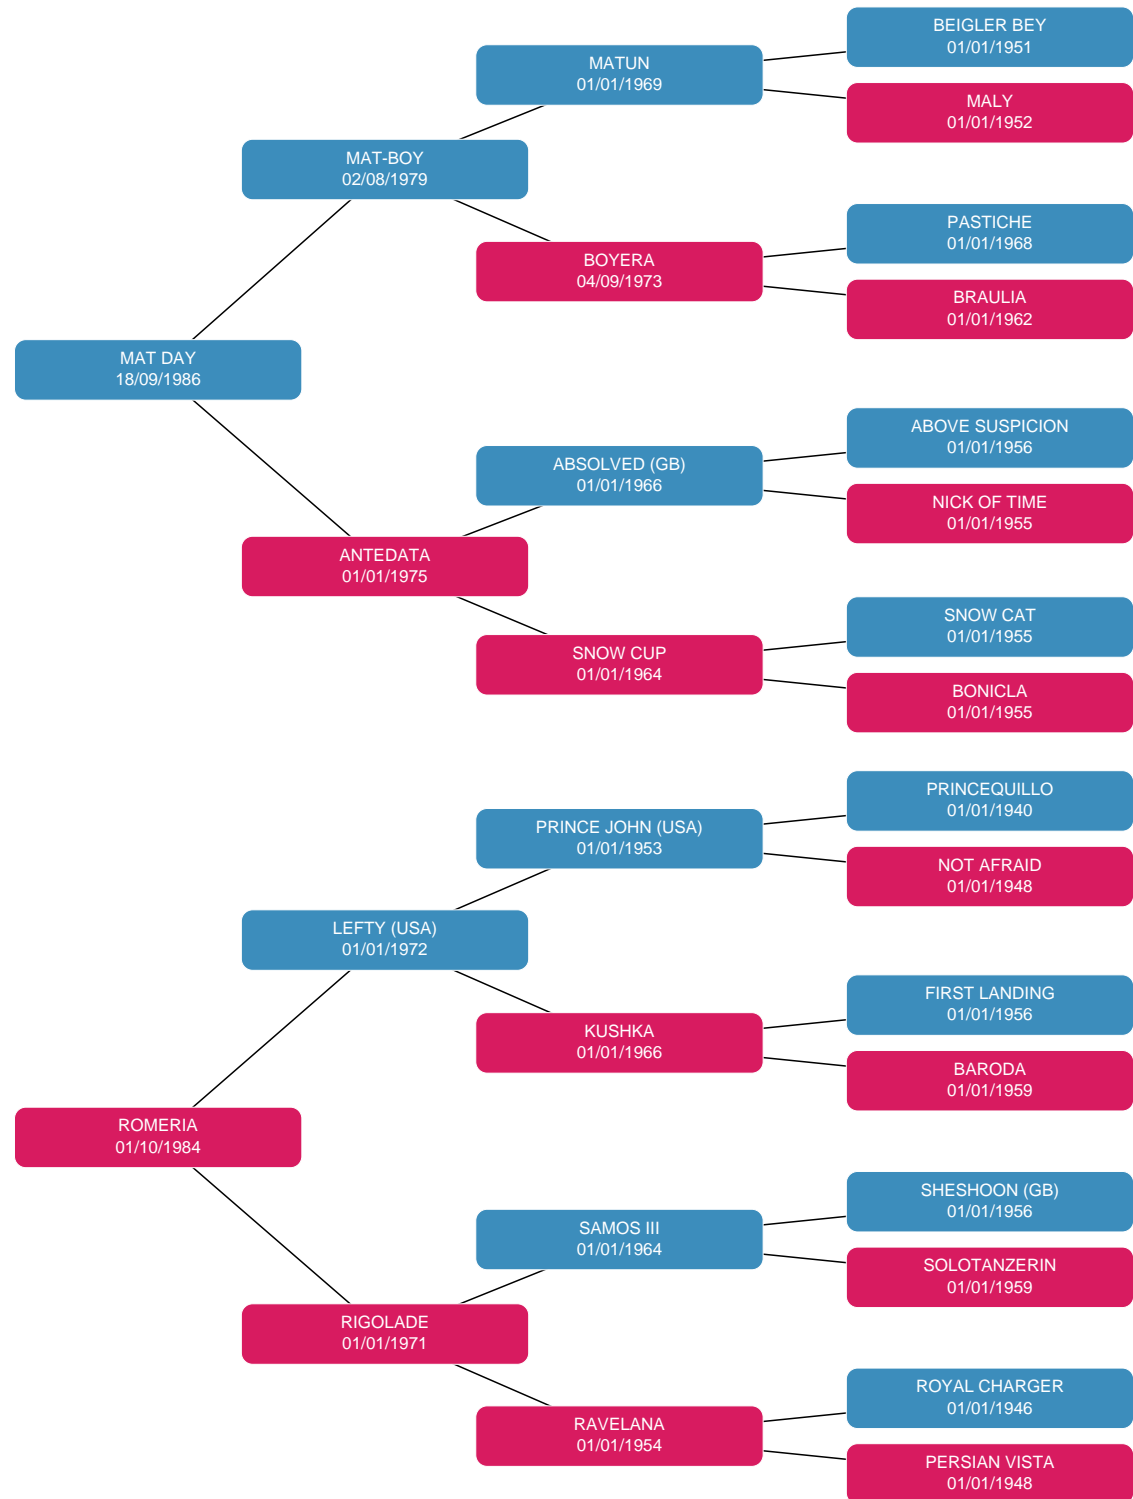 BEIGLER BEY
01/01/1951
MATUN
01/01/1969
MALY
01/01/1952
MAT-BOY
02/08/1979
PASTICHE
01/01/1968
BOYERA
04/09/1973
BRAULIA
01/01/1962
MAT DAY
18/09/1986
ABOVE SUSPICION
01/01/1956
ABSOLVED (GB)
01/01/1966
NICK OF TIME
01/01/1955
ANTEDATA
01/01/1975
SNOW CAT
01/01/1955
SNOW CUP
01/01/1964
BONICLA
01/01/1955
PRINCEQUILLO
01/01/1940
PRINCE JOHN (USA)
01/01/1953
NOT AFRAID
01/01/1948
LEFTY (USA)
01/01/1972
FIRST LANDING
01/01/1956
KUSHKA
01/01/1966
BARODA
01/01/1959
ROMERIA
01/10/1984
SHESHOON (GB)
01/01/1956
SAMOS III
01/01/1964
SOLOTANZERIN
01/01/1959
RIGOLADE
01/01/1971
ROYAL CHARGER
01/01/1946
RAVELANA
01/01/1954
PERSIAN VISTA
01/01/1948